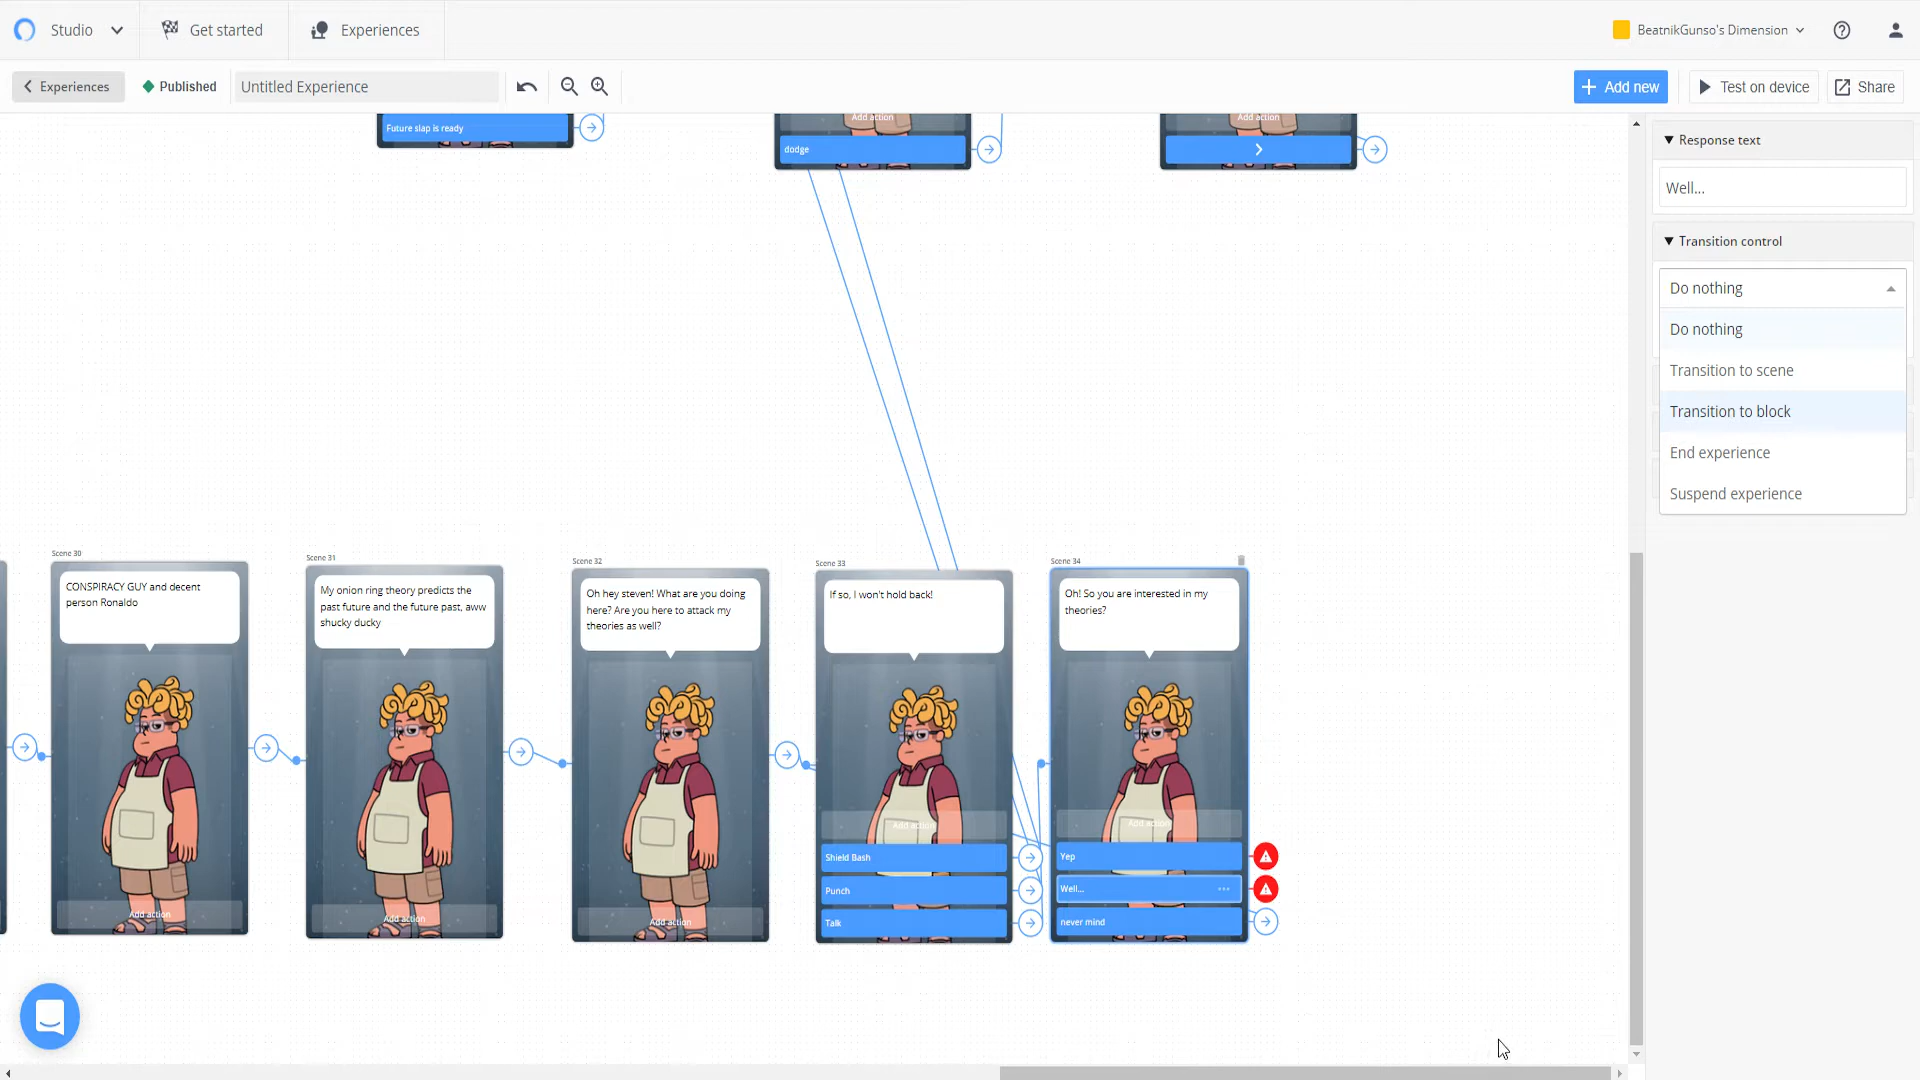 Studio
Get started
Experiences
BeatnikGunso's Dimension
Experiences
Published
Untitled Experience
Add new
Test on device
Share
Future slap is ready
Add action
dodge
Add action
Response text
Well...
Transition control
Do nothing
Do nothing
Transition to scene
Transition to block
End experience
Suspend experience
Scene 30
CONSPIRACY GUY and decent
person Ronaldo
Add action
Scene 31
My onion ring theory predicts the
past future and the future past, aww
shucky ducky
Add action
Scene 32
Oh hey steven! What are you doing
here? Are you here to attack my
theories as well?
Add action
Scene 33
If so, I won't hold back!
Add action
Shield Bash
Punch
Talk
Scene 34
Oh! So you are interested in my
theories?
Add action
Yep
Well...
never mind